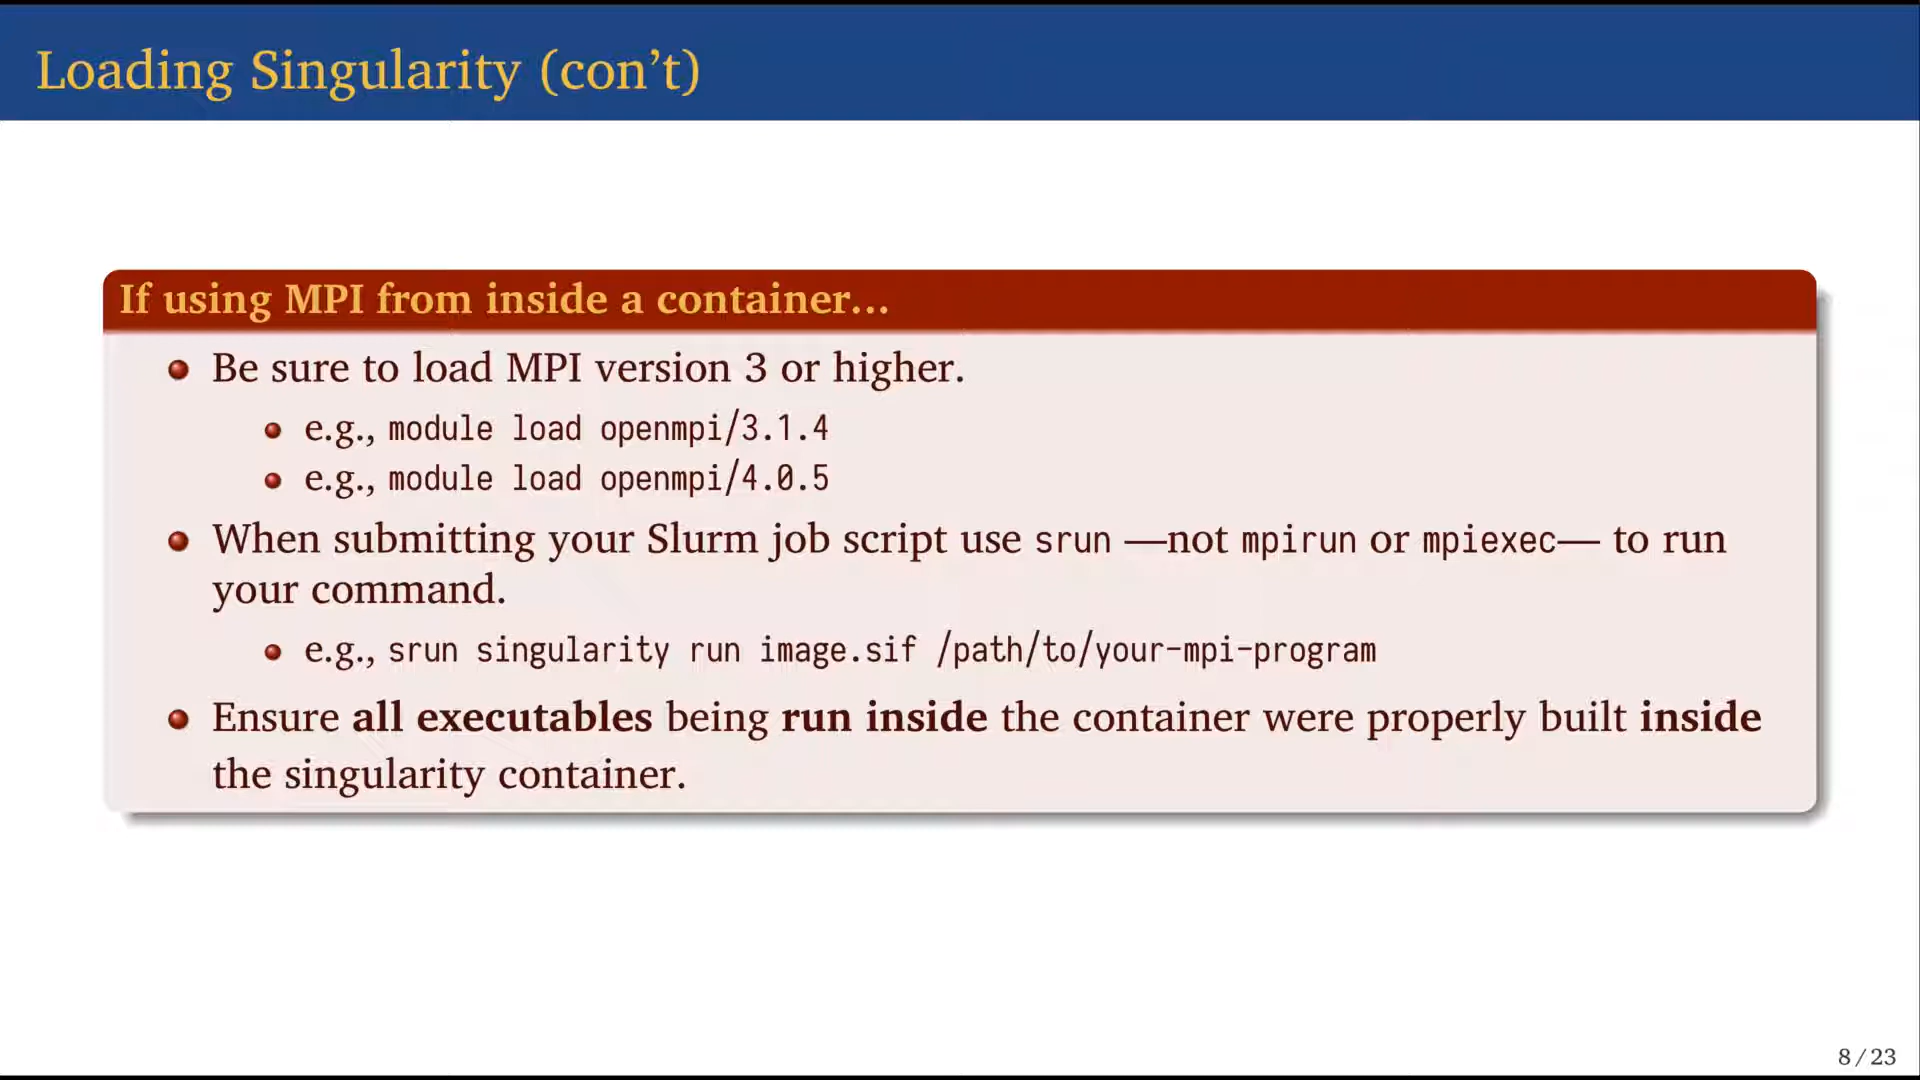 Loading Singularity (con’t)
If using MPI from inside a container…
Be sure to load MPI version 3 or higher.
e.g., module load openmpi/3.1.4
e.g., module load openmpi/4.0.5
When submitting your Slurm job script use srun —not mpirun or mpiexec— to run
your command.
e.g., srun singularity run image.sif /path/to/your-mpi-program
Ensure all executables being run inside the container were properly built inside
the singularity container.
8 / 23